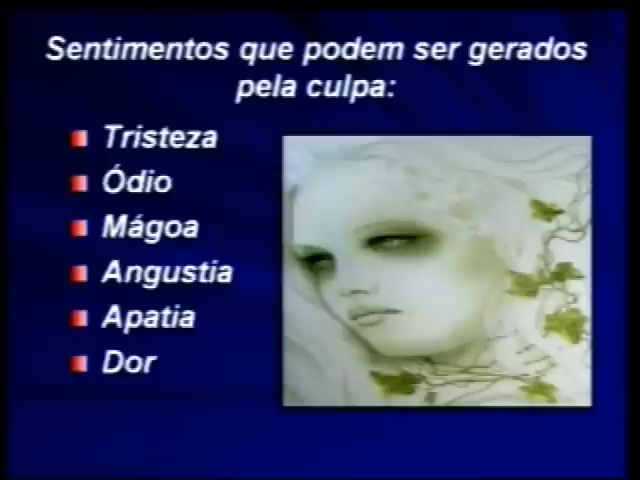 Sentimentos que podem ser gerados
pela culpa:
Tristeza
Ódio
Mágoa
Angustia
Apatia
Dor